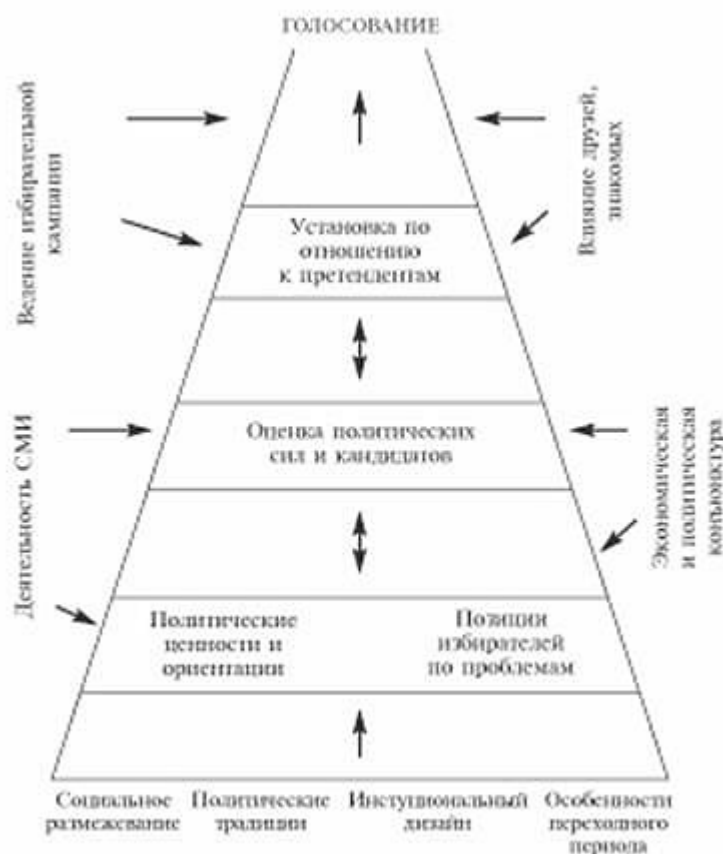 ГОЛОСОВАНИЕ
Ведение избирательной
кампании
Влияние друзей,
знакомых
Установка по
отношению
к претендентам
Деятельность СМИ
Оценка политических
сил и кандидатов
Экономическая
и политическая
конъюнктура
Политические
ценности и
ориентации
Позиции
избирателей
по проблемам
Социальное
размежевание
Политические
традиции
Инстуциональный
дизайн
Особенности
переходного
периода